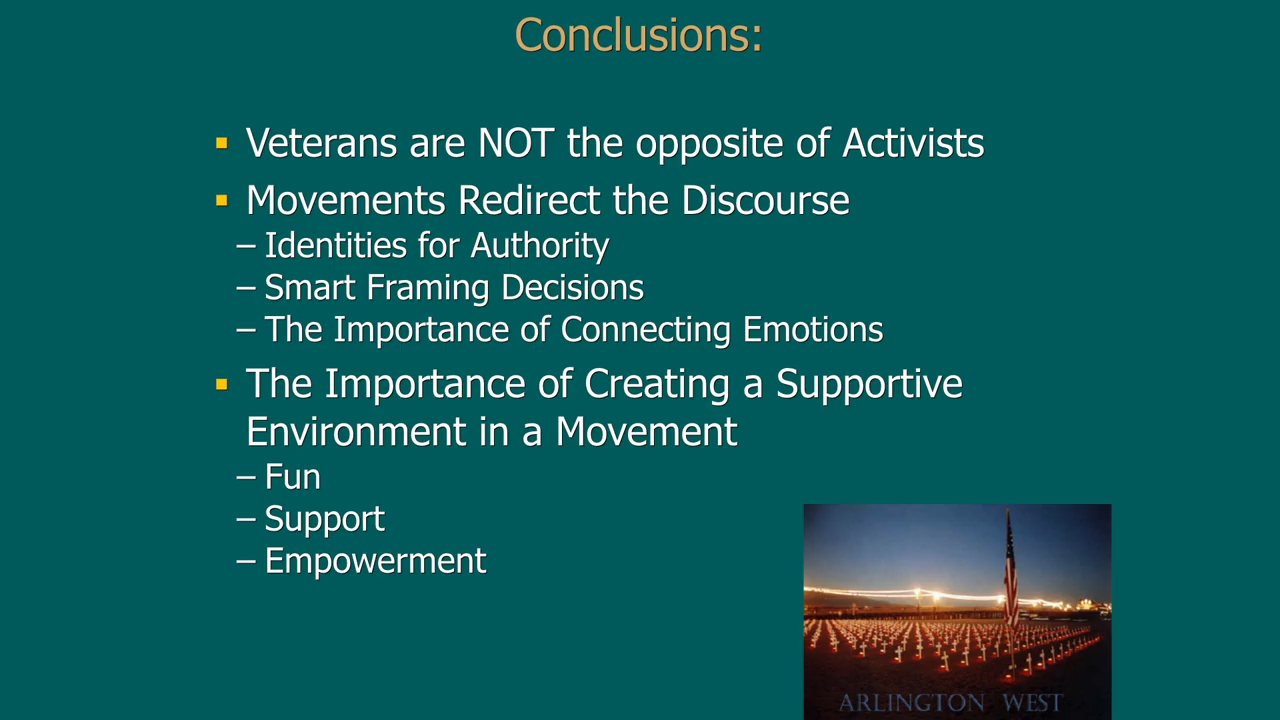 Conclusions:
▪ Veterans are NOT the opposite of Activists
▪ Movements Redirect the Discourse
– Identities for Authority
– Smart Framing Decisions
– The Importance of Connecting Emotions
▪ The Importance of Creating a Supportive
Environment in a Movement
– Fun
– Support
– Empowerment
ARLINGTON WEST